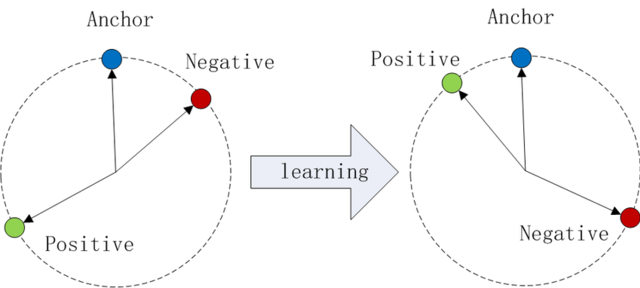 Anchor
Negative
Positive
learning
Anchor
Positive
Negative